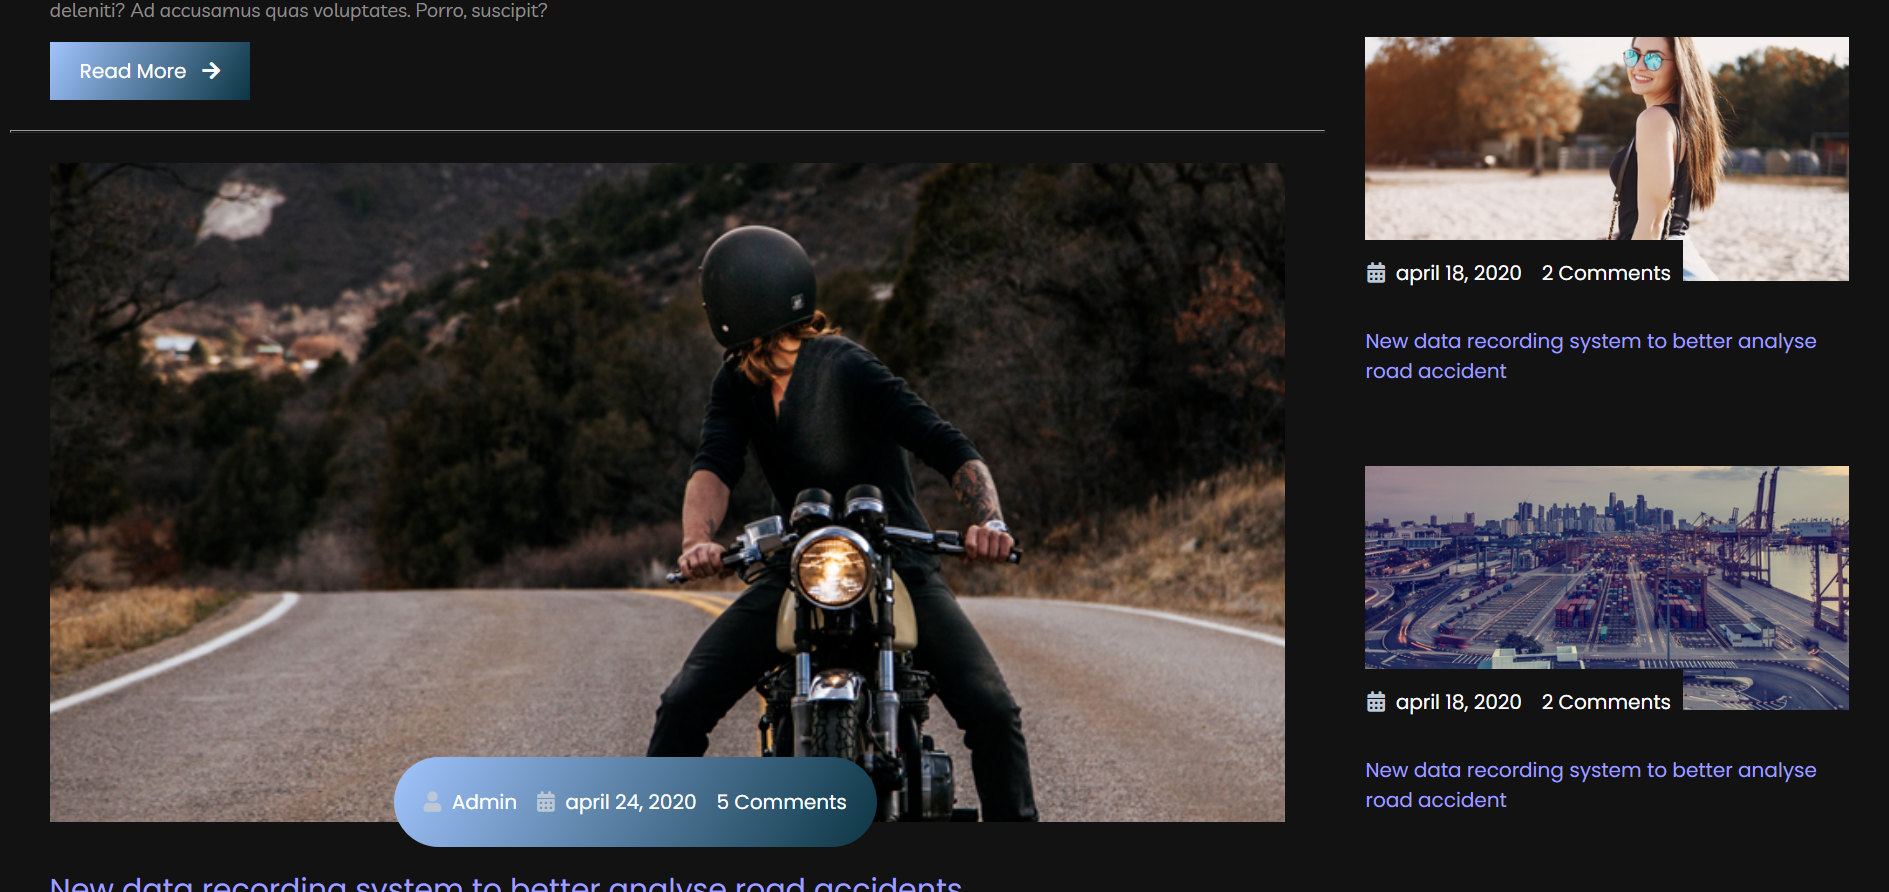 deleniti? Ad accusamus quas voluptates. Porro, suscipit?
Read More
Admin april 24, 2020 5 Comments
New data recording system to better analyse road accidents
april 18, 2020 2 Comments
New data recording system to better analyse
road accident
april 18, 2020 2 Comments
New data recording system to better analyse
road accident